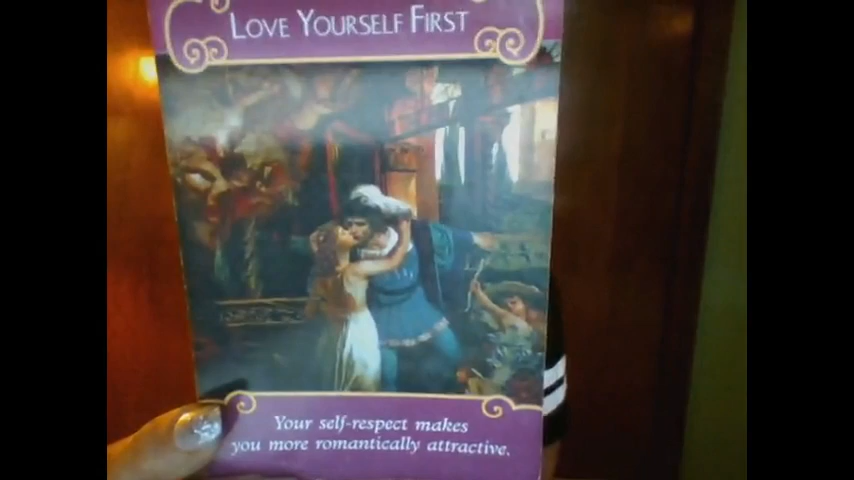 Love Yourself First
Your self-respect makes
you more romantically attractive.